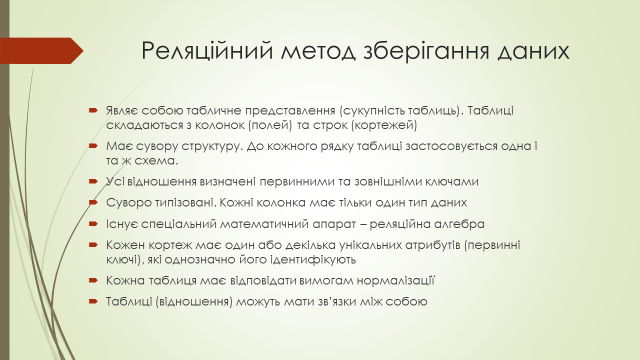 Реляційний метод зберігання даних
Являє собою табличне представлення (сукупність таблиць). Таблиці
складаються з колонок (полей) та строк (кортежей)
Має сувору структуру. До кожного рядку таблиці застосовується одна і
та ж схема.
Усі відношення визначені первинними та зовнішніми ключами
Суворо типізовані. Кожні колонка має тільки один тип даних
Існує спеціальний математичний апарат – реляційна алгебра
Кожен кортеж має один або декілька унікальних атрибутів (первинні
ключі), які однозначно його ідентифікують
Кожна таблиця має відповідати вимогам нормалізації
Таблиці (відношення) можуть мати зв'язки між собою